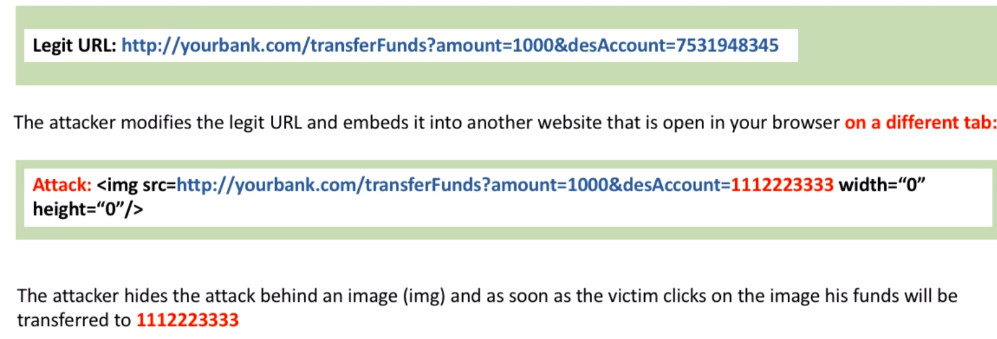 Legit URL: http://yourbank.com/transferFunds?amount=1000&desAccount=7531948345
The attacker modifies the legit URL and embeds it into another website that is open in your browser on a different tab:
Attack: <img src=http://yourbank.com/transferFunds?amount=1000&desAccount=1112223333 width=“0”
height=“0”/>
The attacker hides the attack behind an image (img) and as soon as the victim clicks on the image his funds will be
transferred to 1112223333